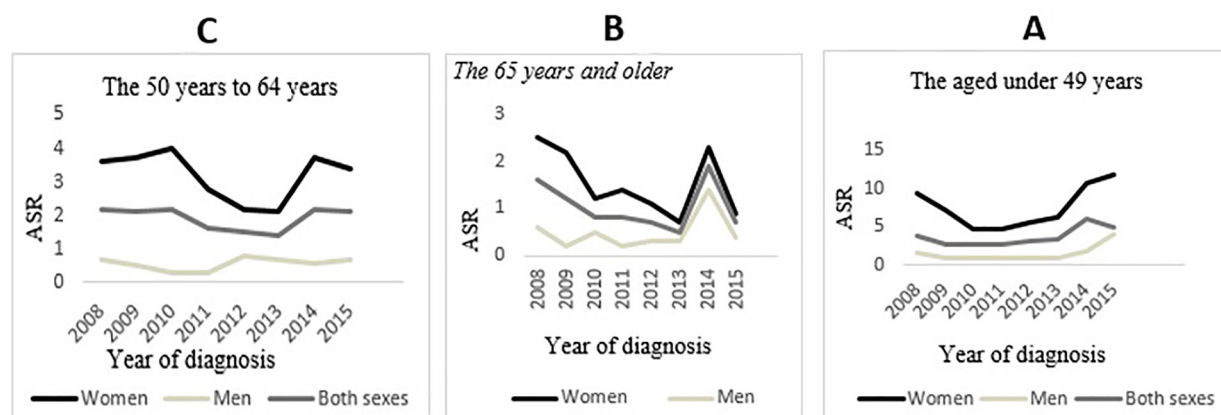 C
The 50 years to 64 years
5
4
3
2
1
0
ASR
2008
2009
2010
2011
2012
2013
2014
2015
Year of diagnosis
Women Men Both sexes
B
The 65 years and older
3
2
1
0
ASR
2008
2009
2010
2011
2012
2013
2014
2015
Year of diagnosis
Women Men
A
The aged under 49 years
15
10
5
0
ASR
2008
2009
2010
2011
2012
2013
2014
2015
Year of diagnosis
Women Men Both sexes